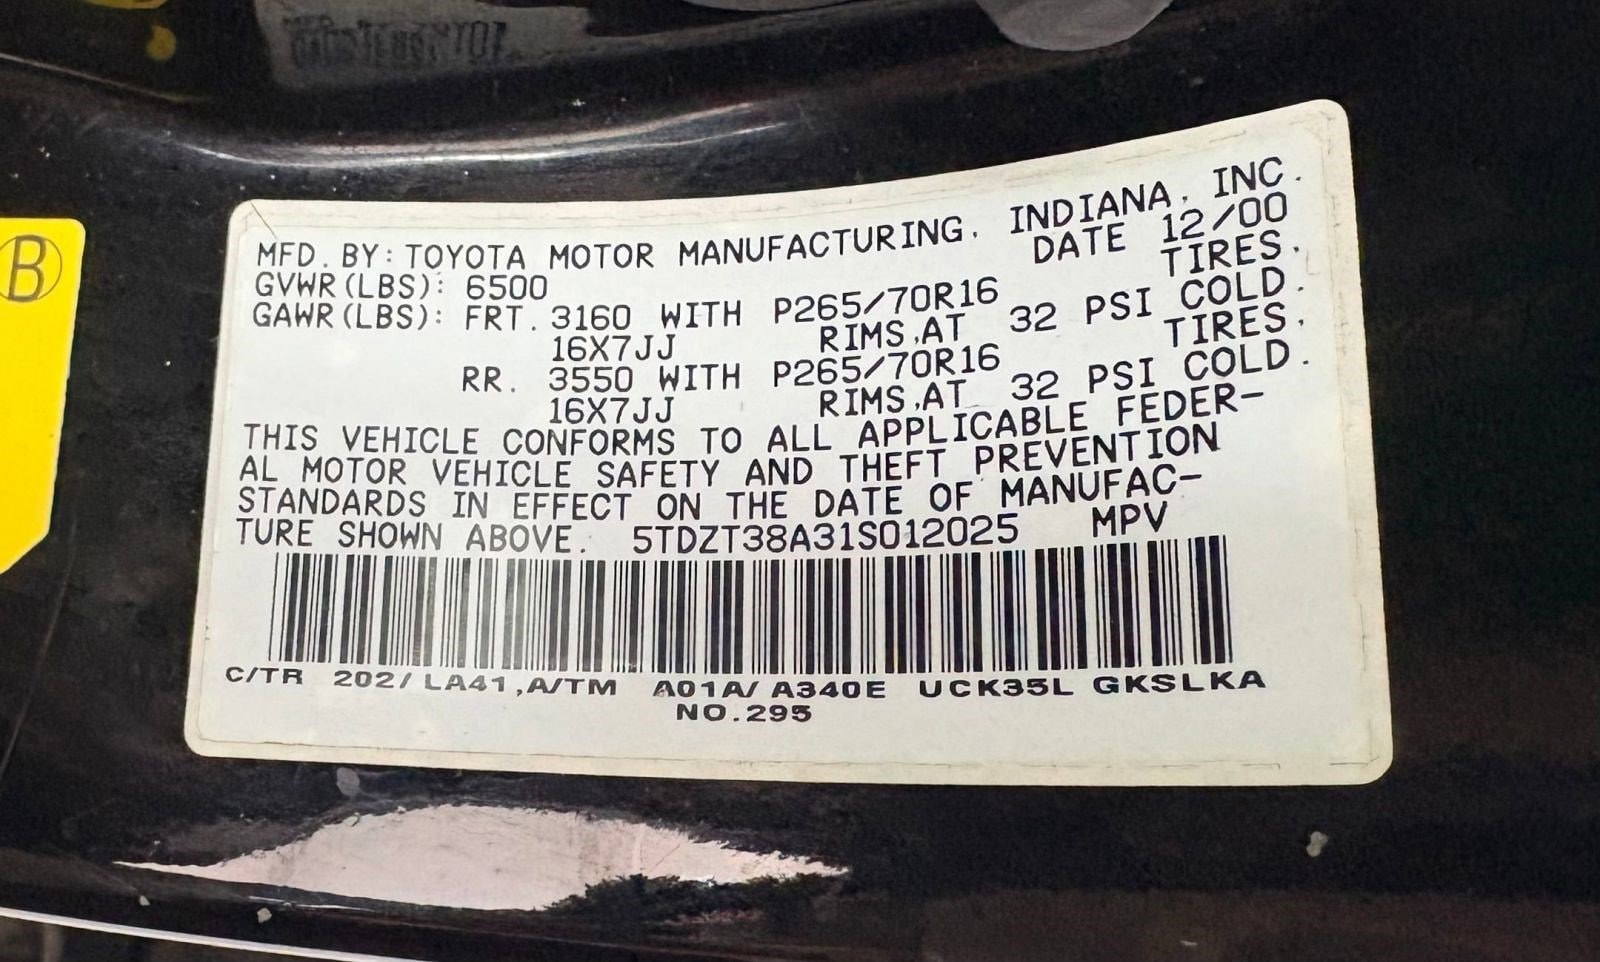 B
MFD. BY: TOYOTA MOTOR MANUFACTURING, INDIANA, INC.
DATE 12/00
GVWR(LBS): 6500
GAWR(LBS): FRT. 3160 WITH P265/70R16 TIRES,
16X7JJ RIMS,AT 32 PSI COLD.
RR. 3550 WITH P265/70R16 TIRES,
16X7JJ RIMS,AT 32 PSI COLD.
THIS VEHICLE CONFORMS TO ALL APPLICABLE FEDER-
AL MOTOR VEHICLE SAFETY AND THEFT PREVENTION
STANDARDS IN EFFECT ON THE DATE OF MANUFAC-
TURE SHOWN ABOVE. 5TDZT38A31S012025 MPV
C/TR 202/LA41,A/TM A01A/A340E UCK35L GKSLKA
NO.295